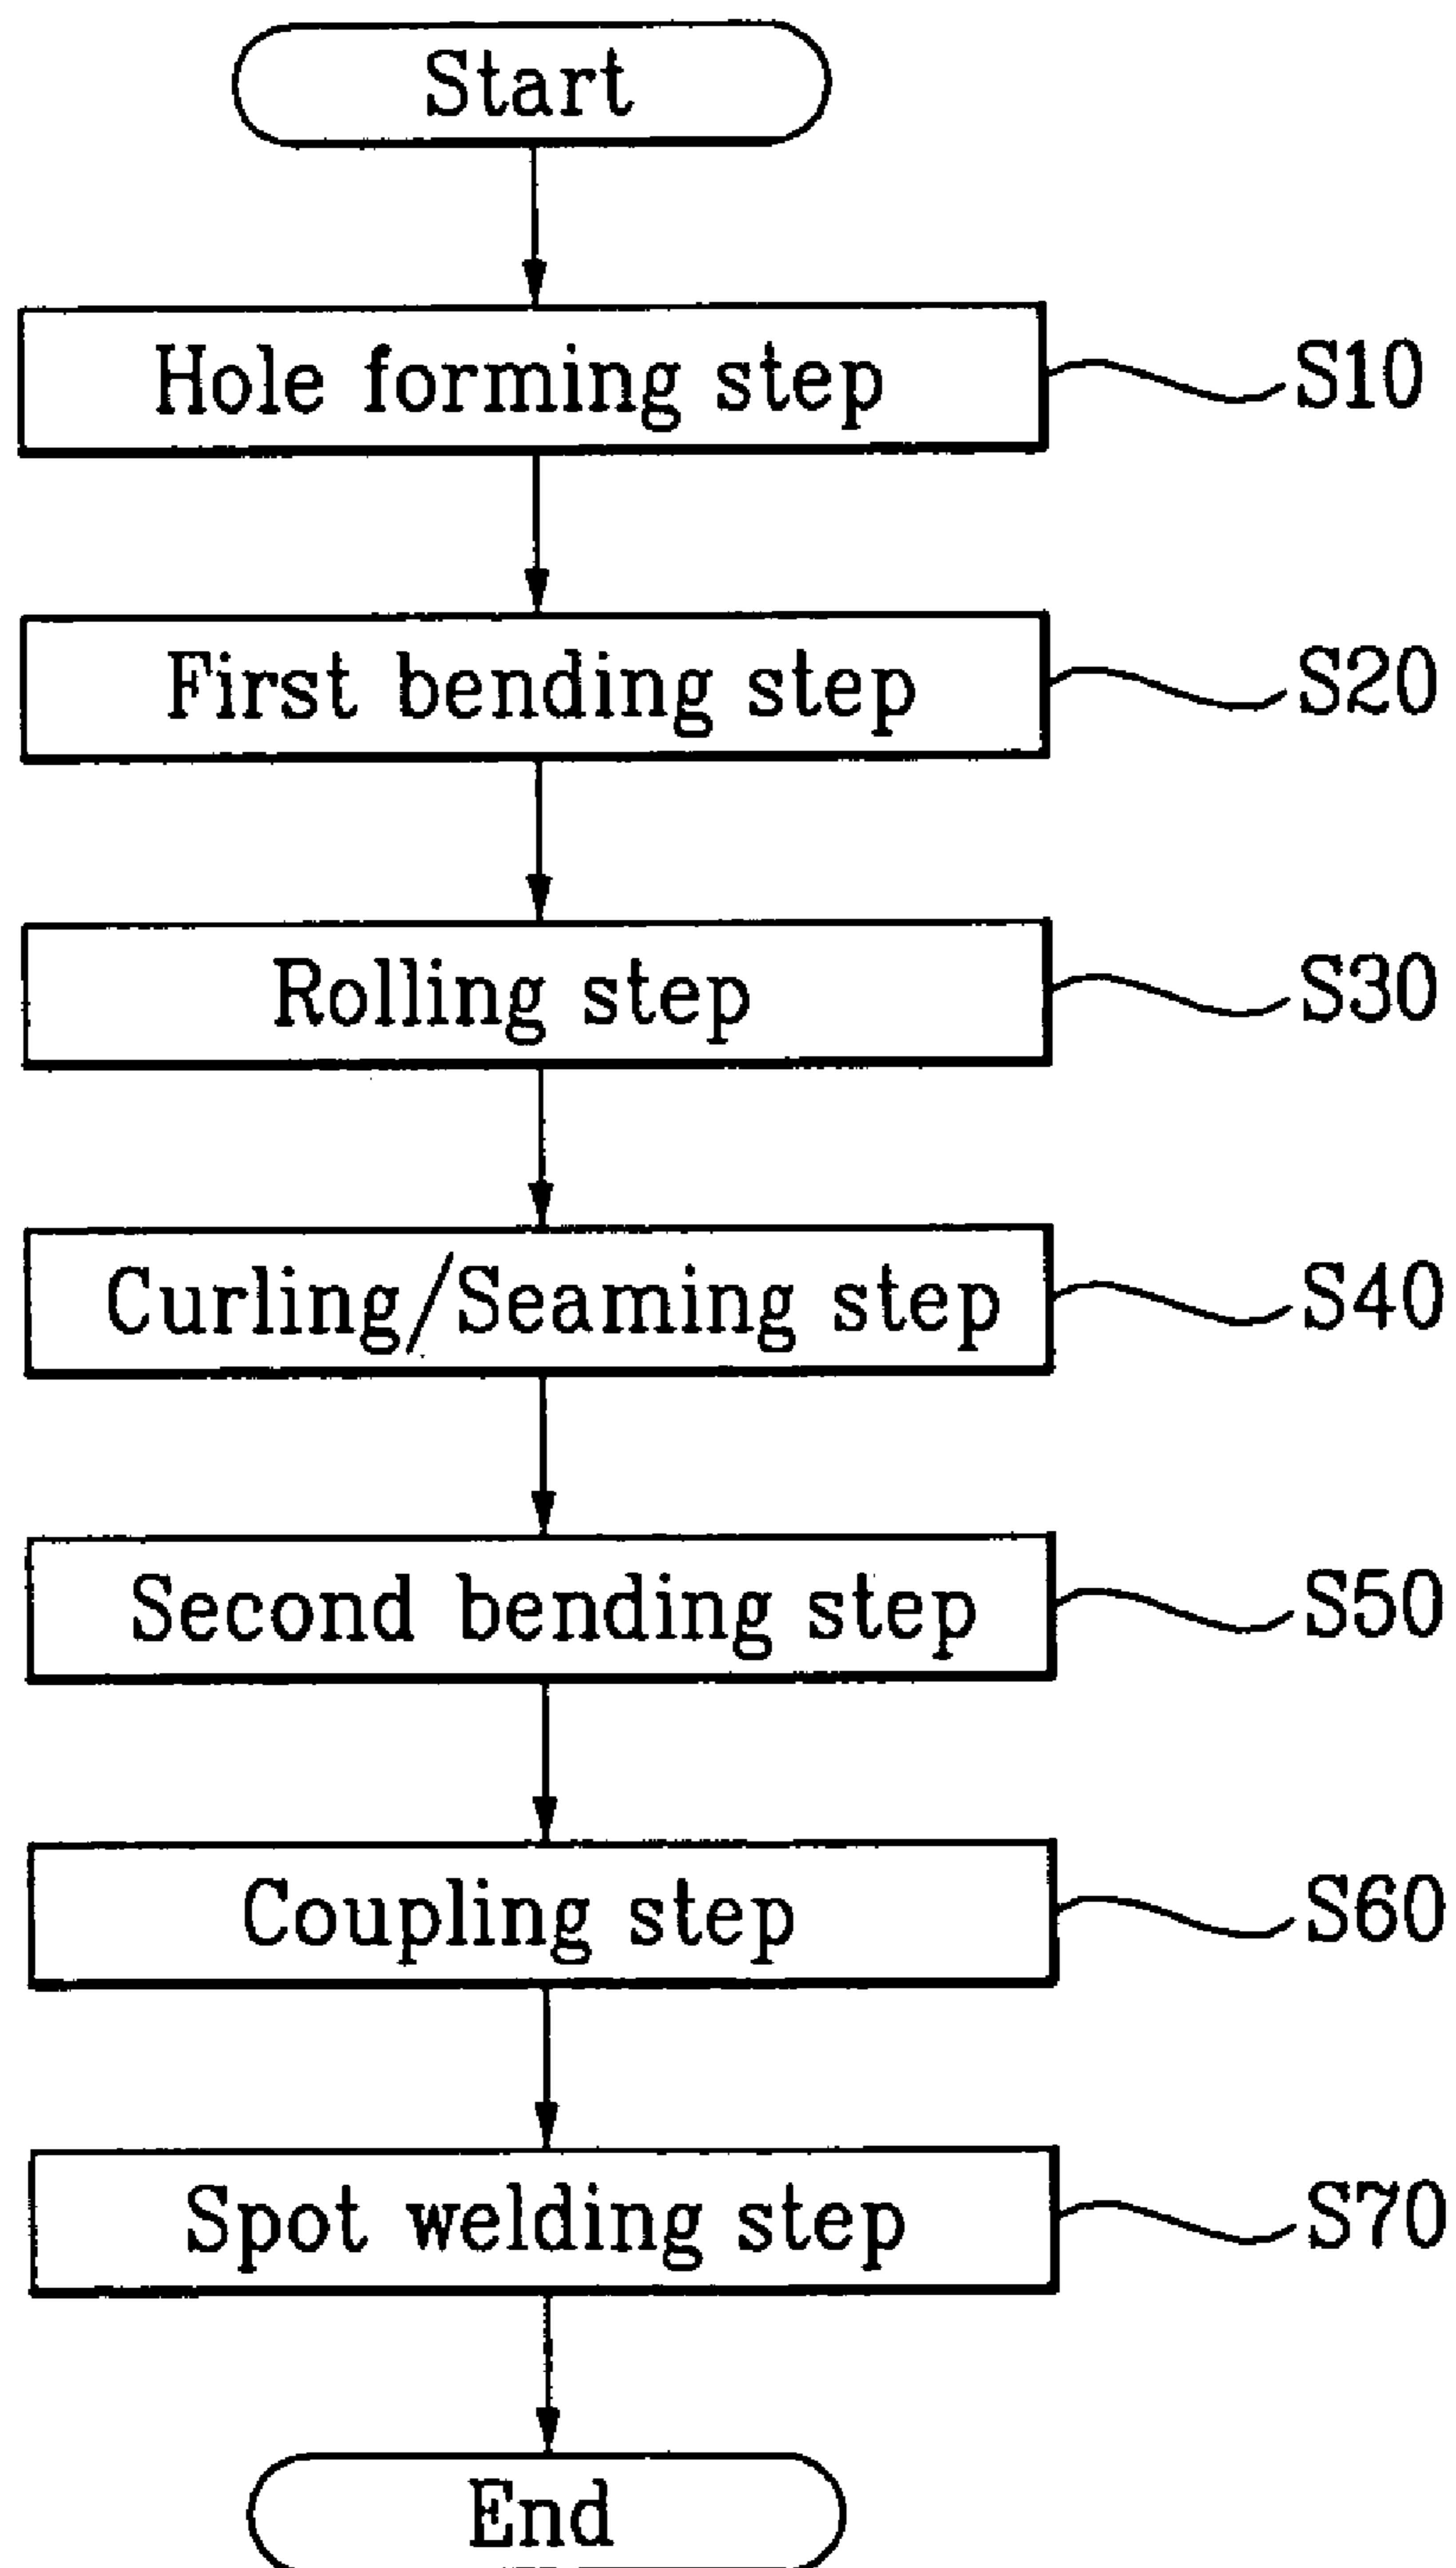 Start
Hole forming step S10
First bending step S20
Rolling step S30
Curling/Seaming step S40
Second bending step S50
Coupling step S60
Spot welding step S70
End